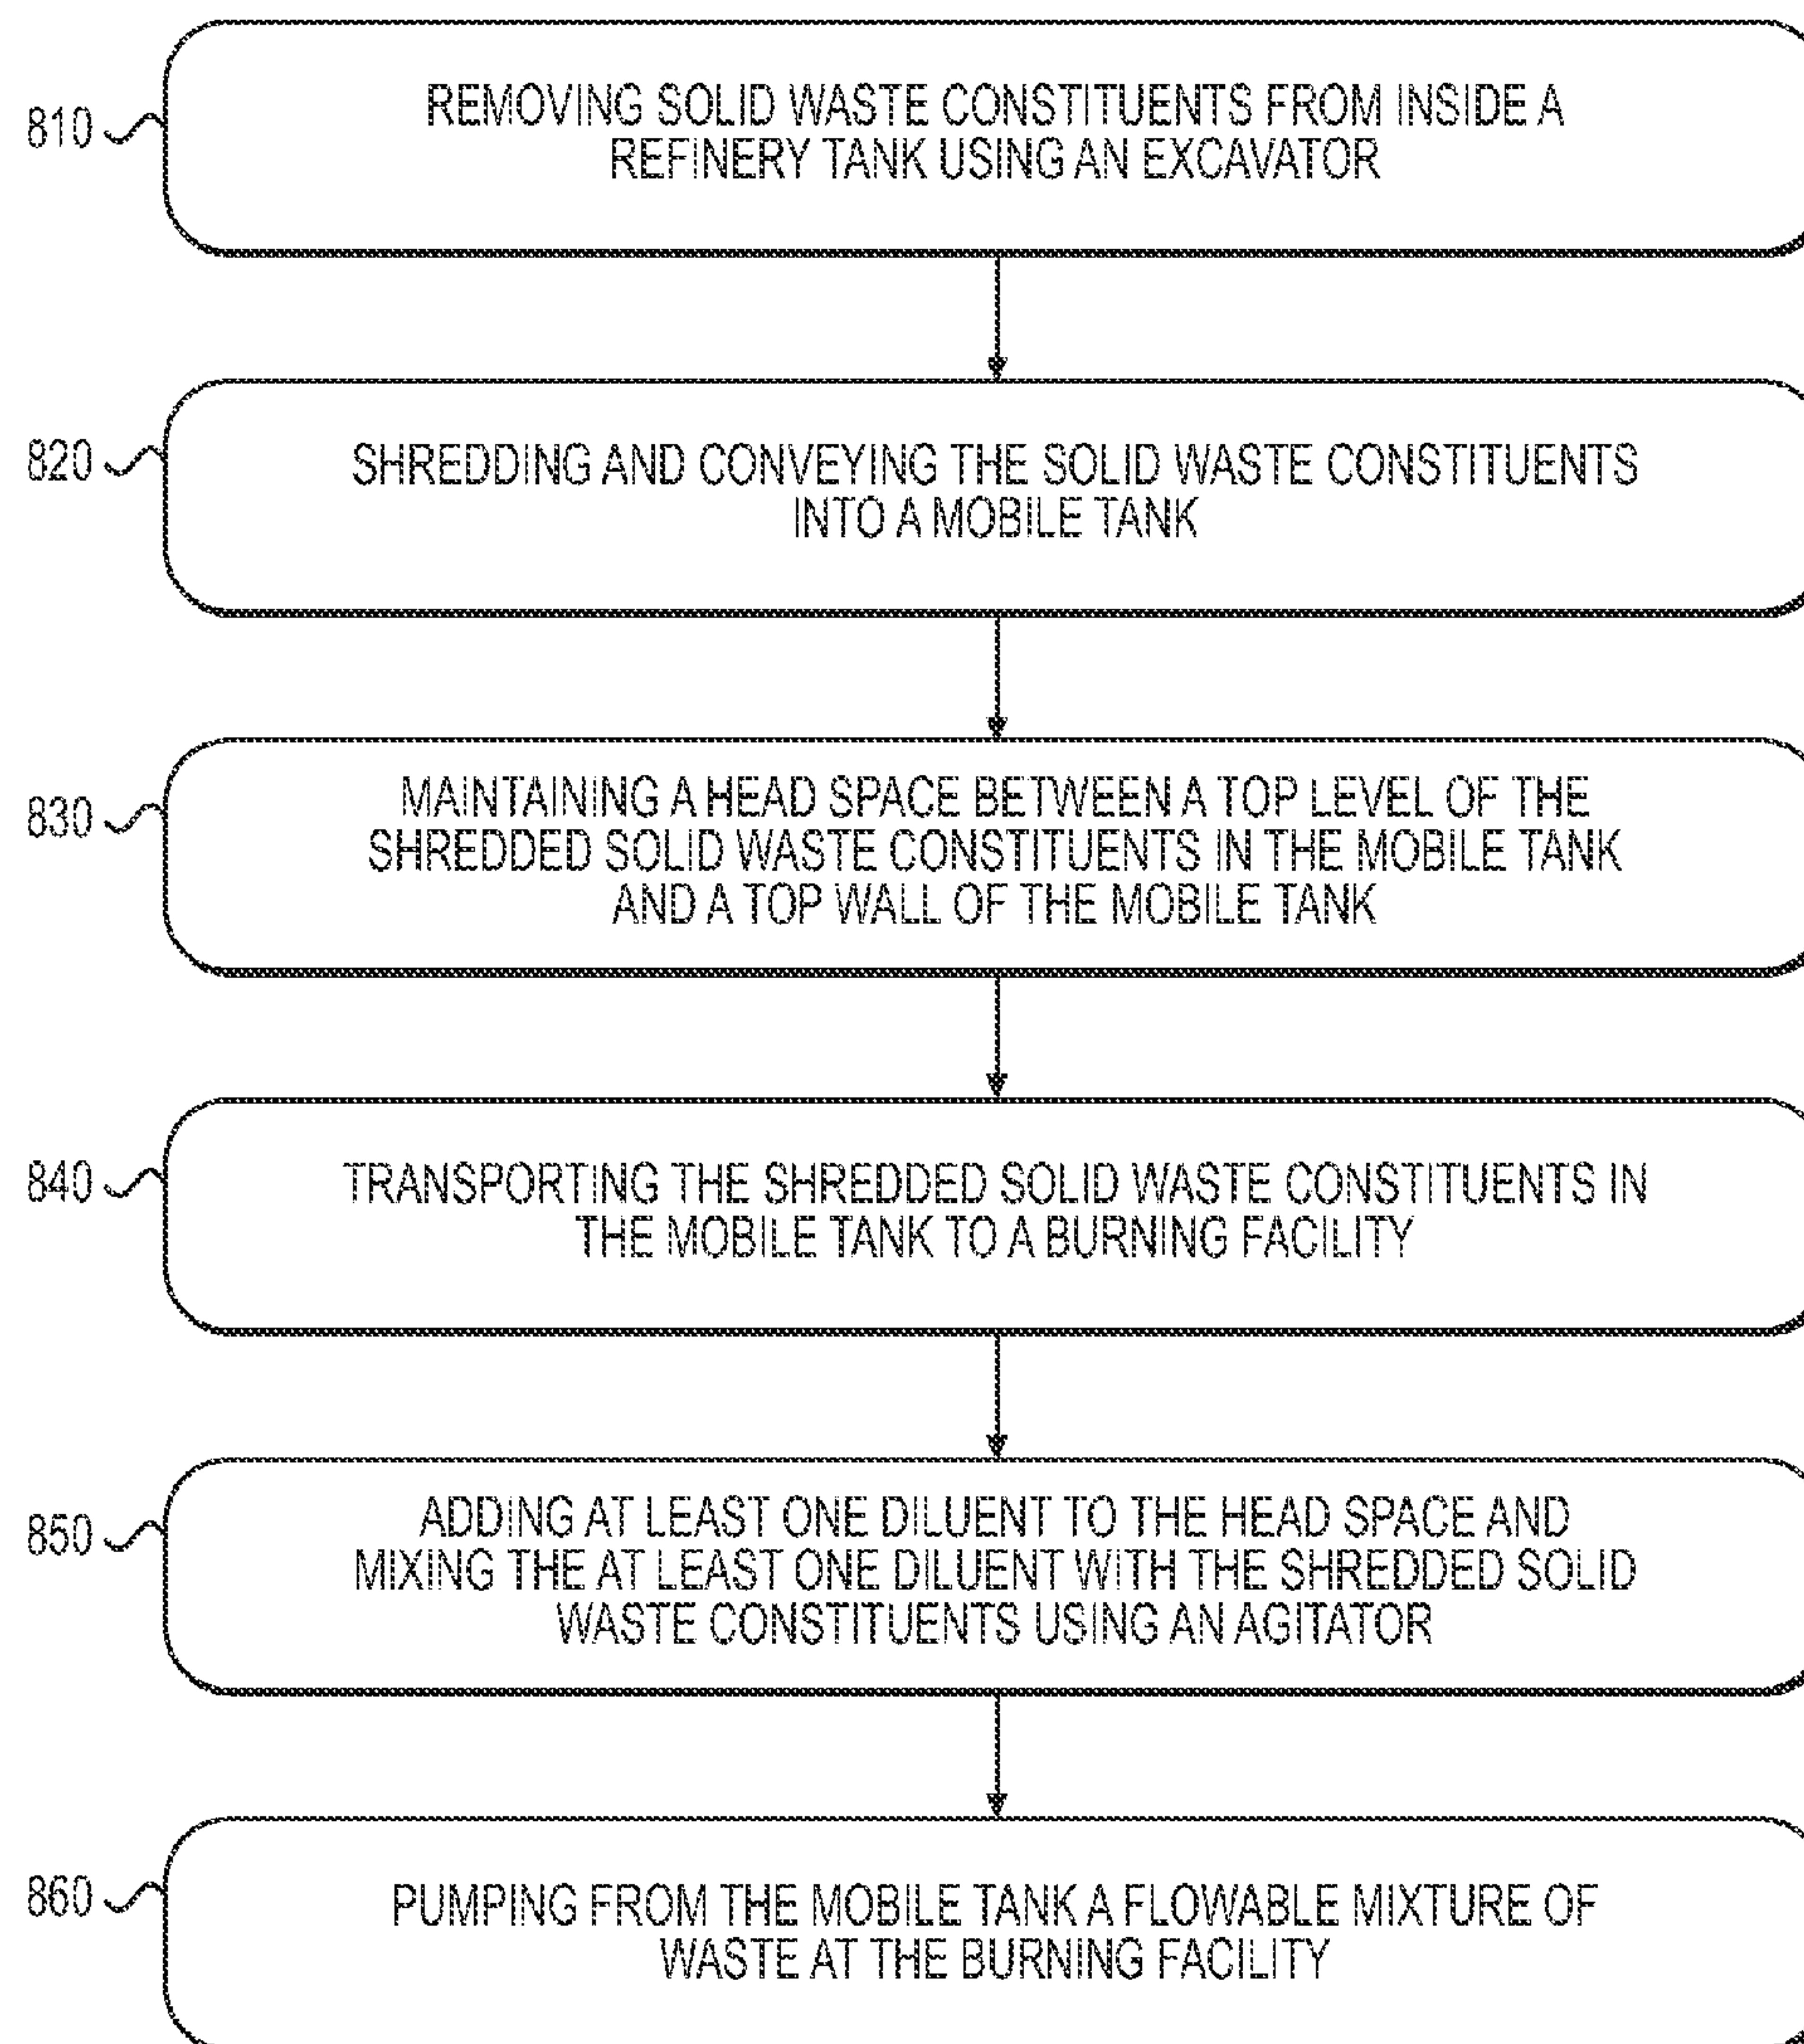 810
REMOVING SOLID WASTE CONSTITUENTS FROM INSIDE A
REFINERY TANK USING AN EXCAVATOR
820
SHREDDING AND CONVEYING THE SOLID WASTE CONSTITUENTS
INTO A MOBILE TANK
830
MAINTAINING A HEAD SPACE BETWEEN A TOP LEVEL OF THE
SHREDDED SOLID WASTE CONSTITUENTS IN THE MOBILE TANK
AND A TOP WALL OF THE MOBILE TANK
840
TRANSPORTING THE SHREDDED SOLID WASTE CONSTITUENTS IN
THE MOBILE TANK TO A BURNING FACILITY
850
ADDING AT LEAST ONE DILUENT TO THE HEAD SPACE AND
MIXING THE AT LEAST ONE DILUENT WITH THE SHREDDED SOLID
WASTE CONSTITUENTS USING AN AGITATOR
860
PUMPING FROM THE MOBILE TANK A FLOWABLE MIXTURE OF
WASTE AT THE BURNING FACILITY